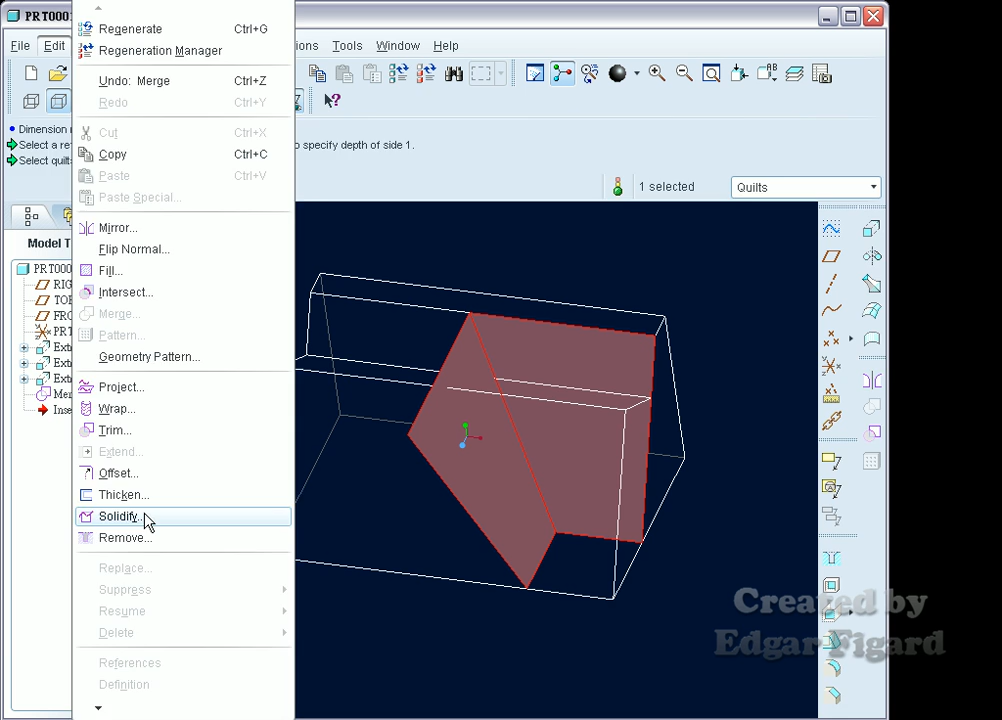 PRT000
File Edit
ions Tools Window Help
Regenerate Ctrl+G
Regeneration Manager
Undo: Merge Ctrl+Z
Redo Ctrl+Y
Cut Ctrl+X
Copy Ctrl+C
Paste Ctrl+V
Paste Special...
Mirror...
Flip Normal...
Fill...
Intersect...
Merge...
Pattern...
Geometry Pattern...
Project...
Wrap...
Trim...
Extend...
Offset...
Thicken...
Solidify...
Remove...
Replace...
Suppress
Resume
Delete
References
Definition
Dimension
Select a re
Select quilt
o specify depth of side 1.
1 selected
Quilts
Model T
PRT000
RIG
TOP
FRO
PRT
Ext
Ext
Ext
Mer
Inse
Created by
Edgar Figard